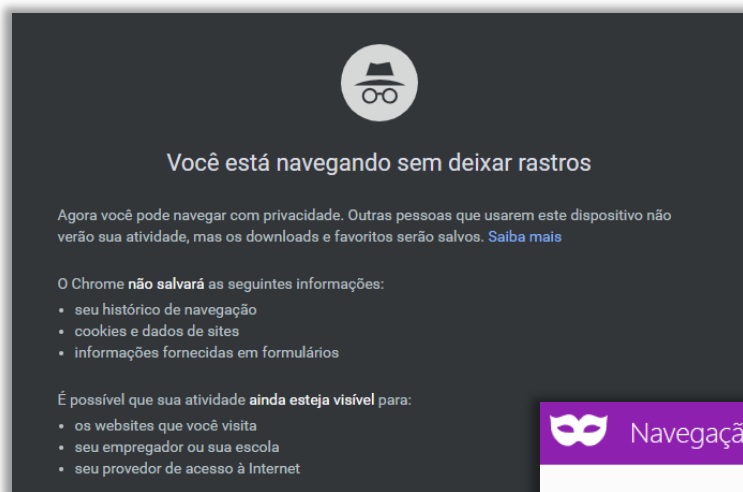 Você está navegando sem deixar rastros
Agora você pode navegar com privacidade. Outras pessoas que usarem este dispositivo não
verão sua atividade, mas os downloads e favoritos serão salvos. Saiba mais
O Chrome não salvará as seguintes informações:
• seu histórico de navegação
• cookies e dados de sites
• informações fornecidas em formulários
É possível que sua atividade ainda esteja visível para:
• os websites que você visita
• seu empregador ou sua escola
• seu provedor de acesso à Internet
Navegaçã